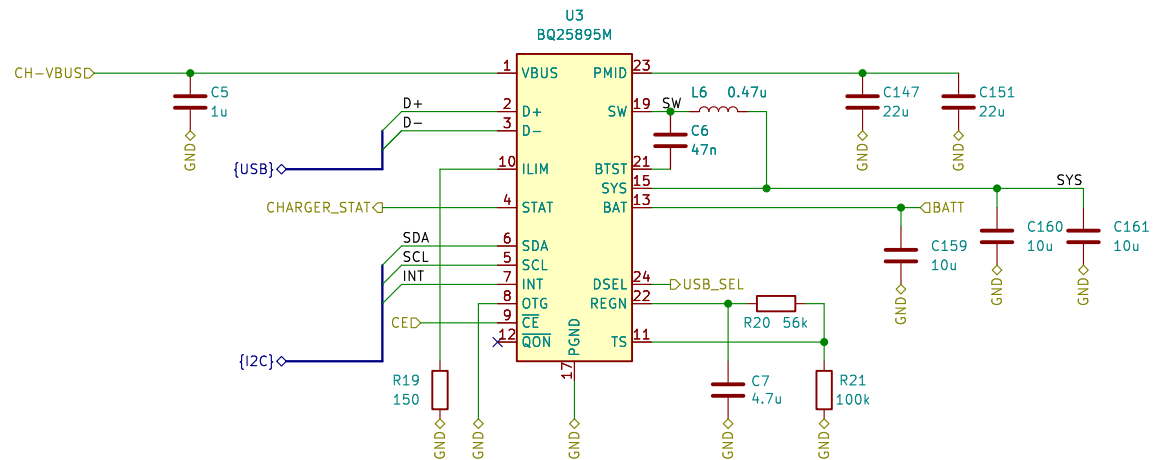 U3
BQ25895M
CH-VBUS
1 VBUS
PMID 23
C5
1u
GND
L6 0.47u
C147
22u
GND
C151
22u
GND
D+
2 D+
SW 19
SW
D-
3 D-
C6
47n
{USB}
10 ILIM
BTST 21
SYS 15
SYS
CHARGER_STAT
4 STAT
BAT 13
BATT
C160
10u
GND
C161
10u
GND
C159
10u
GND
SDA
6 SDA
SCL
5 SCL
INT
7 INT
DSEL 24
USB_SEL
8 OTG
REGN 22
CE
9 CE
R20 56k
12 QON
TS 11
{I2C}
PGND
17
R19
150
C7
4.7u
R21
100k
GND
GND
GND
GND
GND